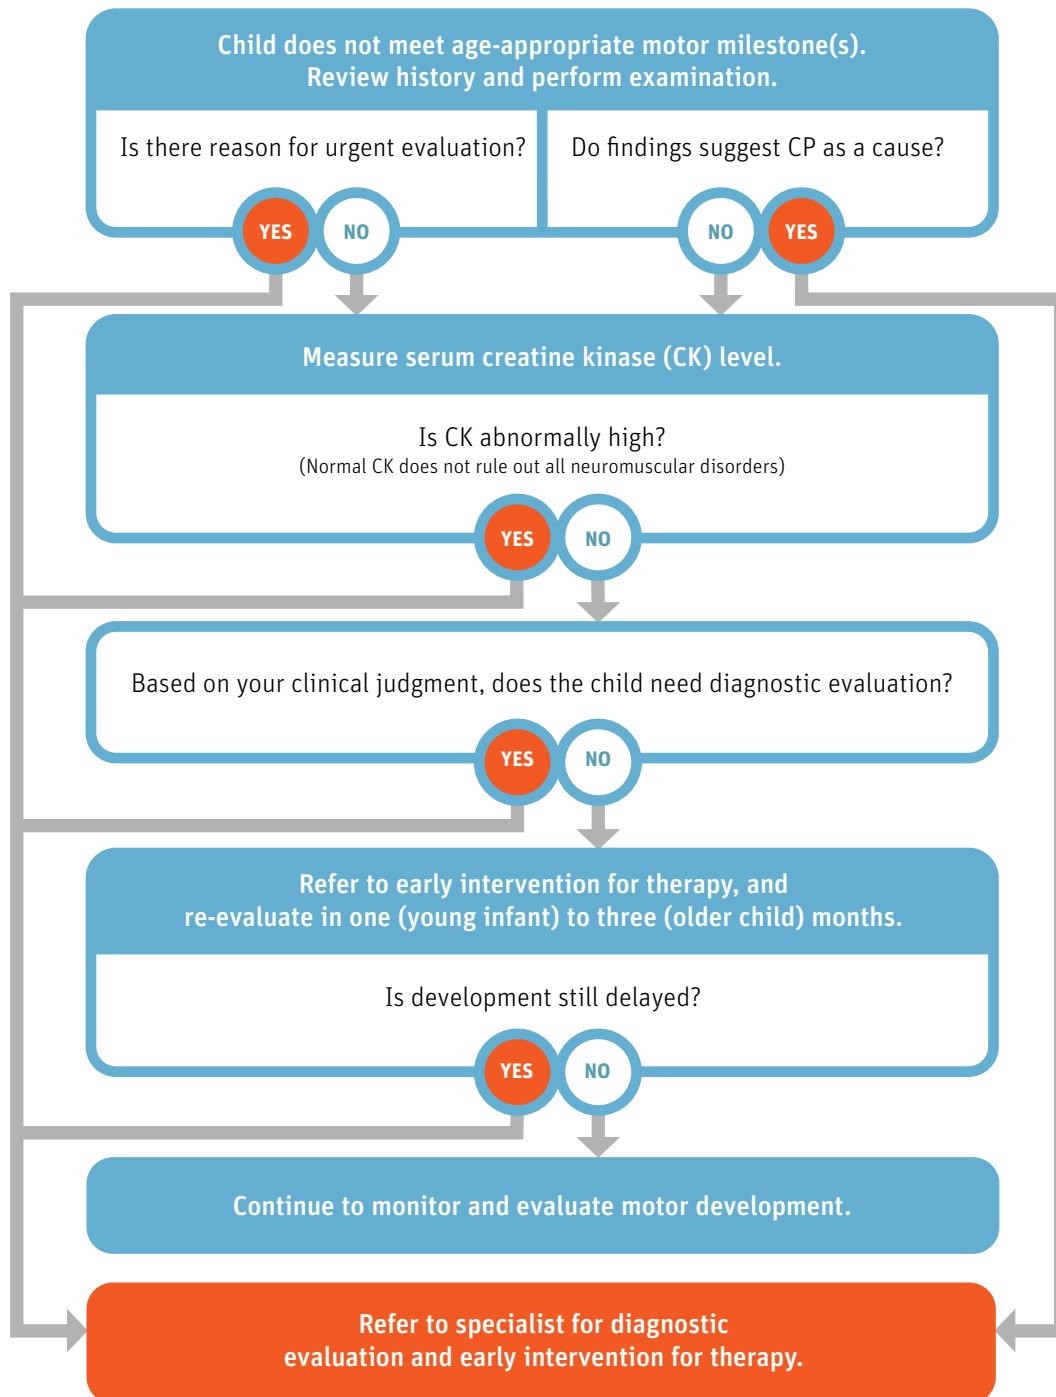 Child does not meet age-appropriate motor milestone(s).
Review history and perform examination.
Is there reason for urgent evaluation?
YES
NO
Do findings suggest CP as a cause?
NO
YES
Measure serum creatine kinase (CK) level.
Is CK abnormally high?
(Normal CK does not rule out all neuromuscular disorders)
YES
NO
Based on your clinical judgment, does the child need diagnostic evaluation?
YES
NO
Refer to early intervention for therapy, and
re-evaluate in one (young infant) to three (older child) months.
Is development still delayed?
YES
NO
Continue to monitor and evaluate motor development.
Refer to specialist for diagnostic
evaluation and early intervention for therapy.